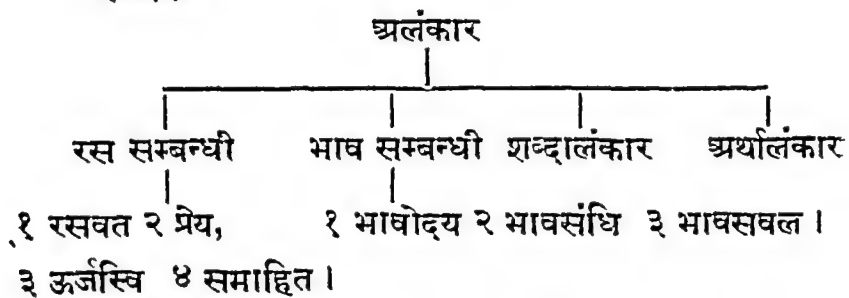 अलंकार
रस सम्बन्धी भाव सम्बन्धी शब्दालंकार अर्थालंकार
१ रसवत २ प्रेय, १ भावोदय २ भावसंधि ३ भावसवल ।
३ ऊर्जस्वि ४ समाहित ।